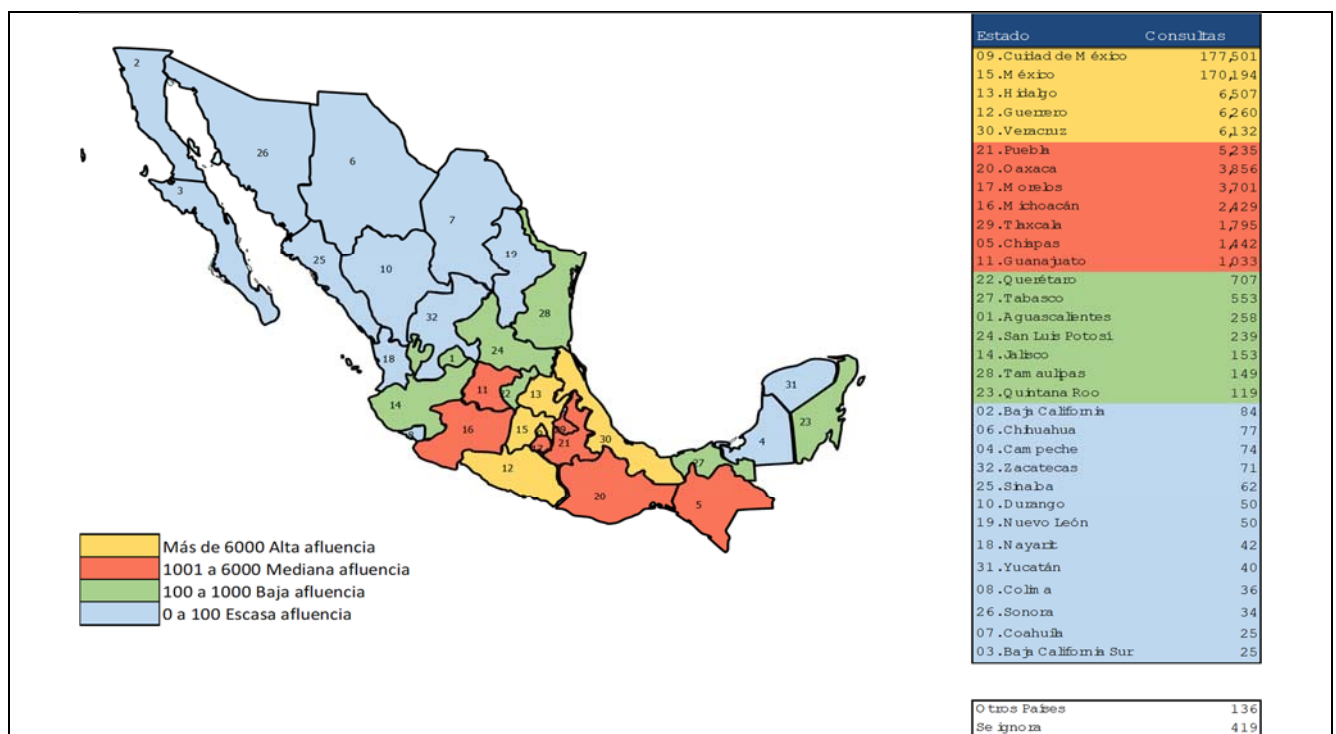 Estado Consultas
09.Cuidad de México 177,501
15.México 170,194
13.Hidalgo 6,507
12.Guerrero 6,260
30.Veracruz 6,132
21.Puebla 5,235
20.Oaxaca 3,856
17.Morelos 3,701
16.Michoacán 2,429
29.Tlaxcala 1,795
05.Chiapas 1,442
11.Guanajuato 1,033
22.Querétaro 707
27.Tabasco 553
01.Aguascalientes 258
24.San Luis Potosí 239
14.Jalisco 153
28.Tamaulipas 149
23.Quintana Roo 119
02.Baja California 84
06.Chihuahua 77
04.Campeche 74
32.Zacatecas 71
25.Sinaloa 62
10.Durango 50
19.Nuevo León 50
18.Nayarit 42
31.Yucatán 40
08.Colima 36
26.Sonora 34
07.Coahuila 25
03.Baja California Sur 25
Otros Países 136
Se ignora 419
2
26
6
3
7
19
25
10
32
28
18
1
24
31
11
22
13
14
23
16
15
21
30
4
27
12
20
5
Más de 6000 Alta afluencia
1001 a 6000 Mediana afluencia
100 a 1000 Baja afluencia
0 a 100 Escasa afluencia